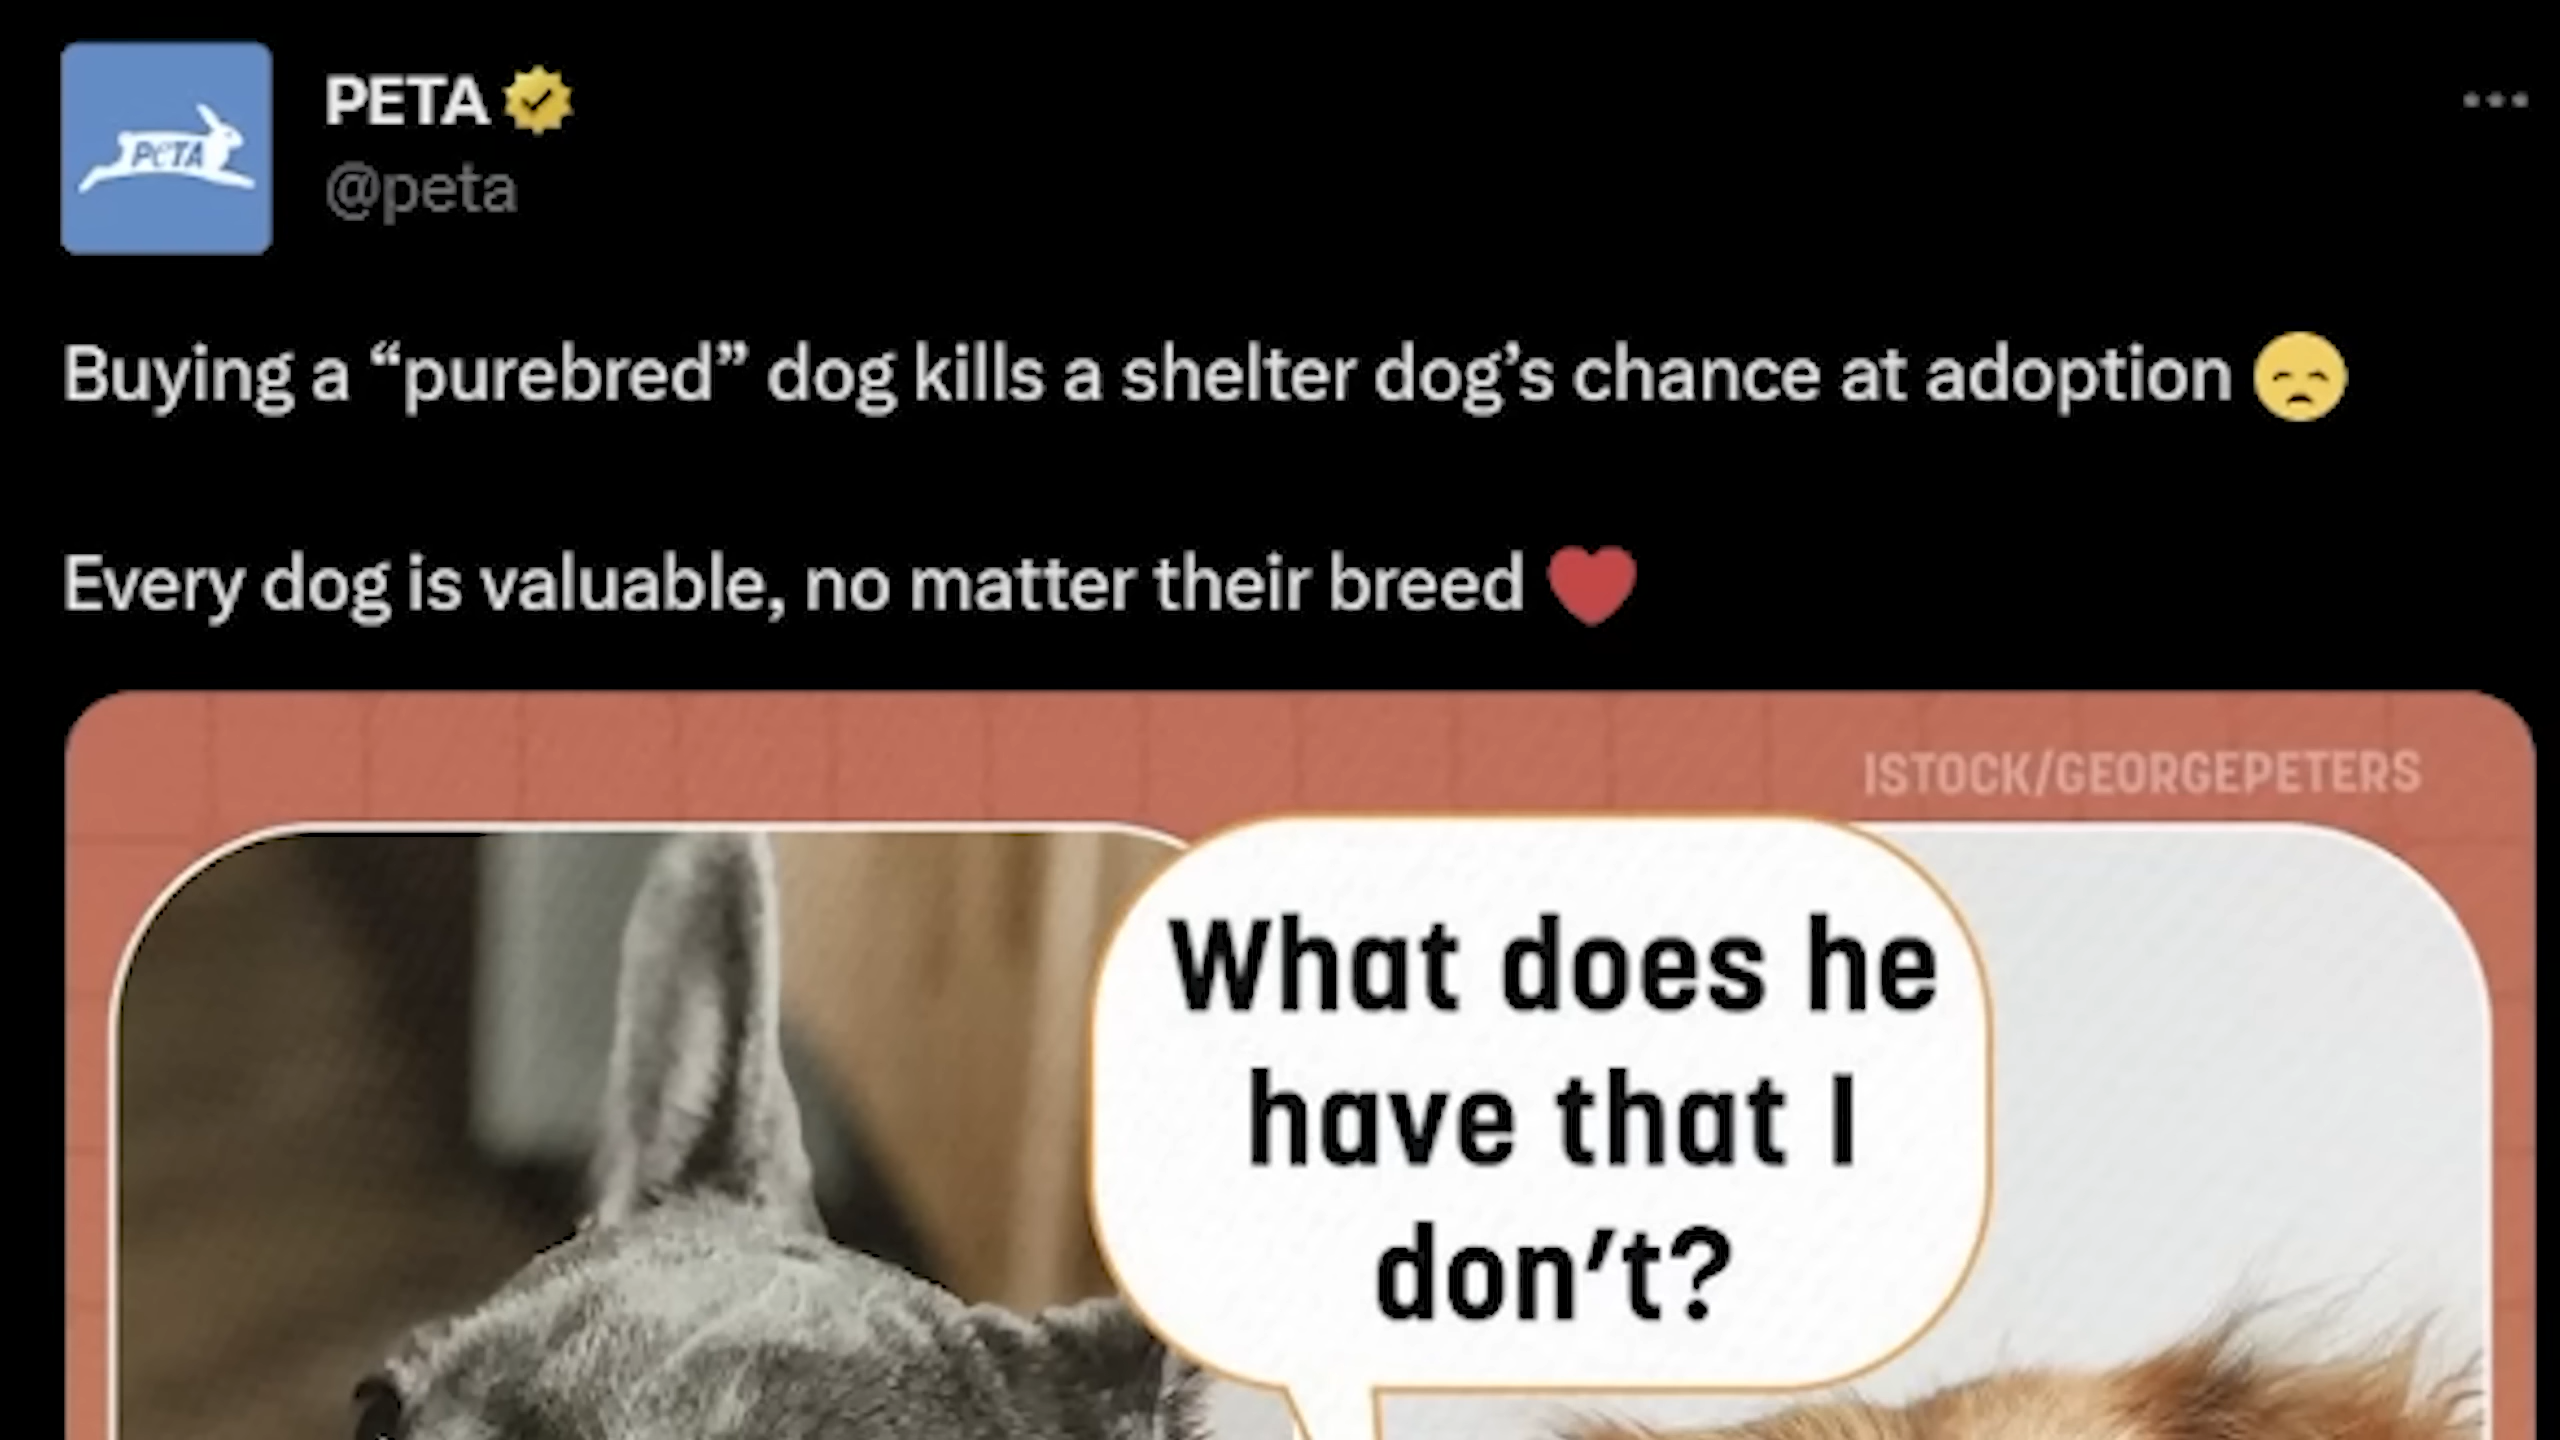 PETA
PETA
@peta
Buying a “purebred” dog kills a shelter dog’s chance at adoption 😞
Every dog is valuable, no matter their breed ❤️
ISTOCK/GEORGEPETERS
What does he
have that I
don’t?